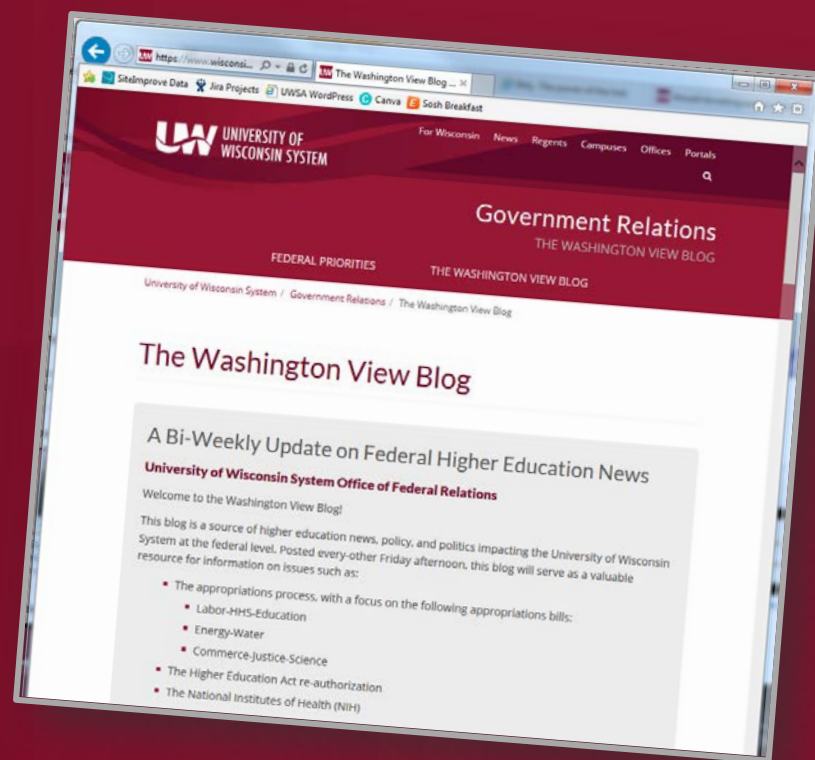 https://www.wisconsi...
The Washington View Blog ...
SiteImprove Data
Jira Projects
UWSA WordPress
Canva
Sosh Breakfast
UW UNIVERSITY OF
WISCONSIN SYSTEM
For Wisconsin News Regents Campuses Offices Portals
Government Relations
THE WASHINGTON VIEW BLOG
FEDERAL PRIORITIES
THE WASHINGTON VIEW BLOG
University of Wisconsin System / Government Relations / The Washington View Blog
The Washington View Blog
A Bi-Weekly Update on Federal Higher Education News
University of Wisconsin System Office of Federal Relations
Welcome to the Washington View Blog!
This blog is a source of higher education news, policy, and politics impacting the University of Wisconsin
System at the federal level. Posted every-other Friday afternoon, this blog will serve as a valuable
resource for information on issues such as:
The appropriations process, with a focus on the following appropriations bills:
Labor-HHS-Education
Energy-Water
Commerce-Justice-Science
The Higher Education Act re-authorization
The National Institutes of Health (NIH)